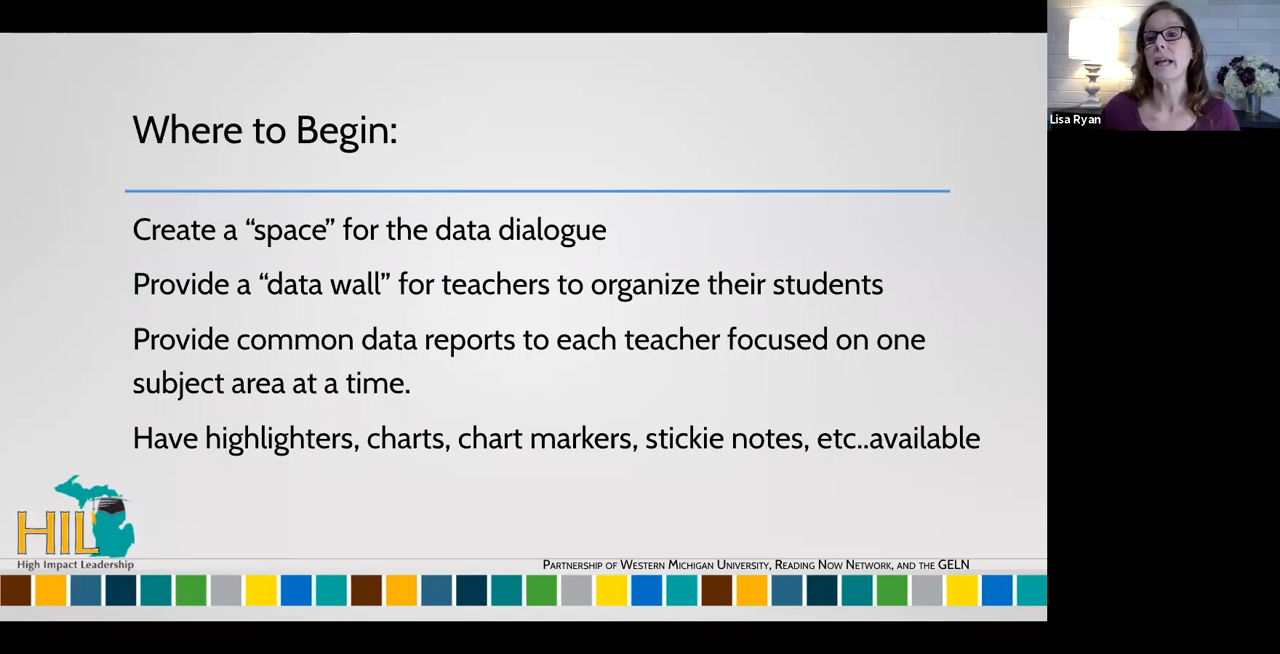 Where to Begin:
Create a “space” for the data dialogue
Provide a “data wall” for teachers to organize their students
Provide common data reports to each teacher focused on one
subject area at a time.
Have highlighters, charts, chart markers, stickie notes, etc..available
HIL
High Impact Leadership
Partnership of Western Michigan University, Reading Now Network, and the GELN
Lisa Ryan